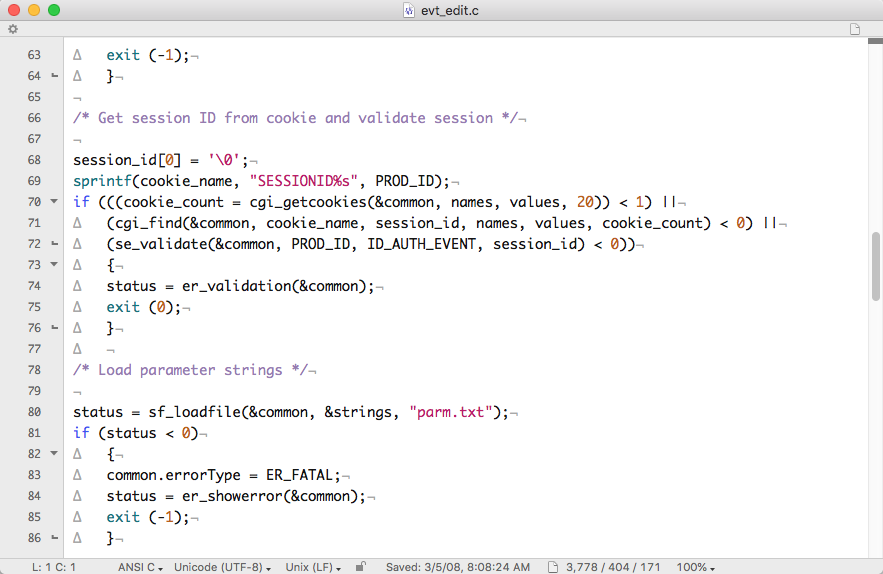 evt_edit.c
63 Δ exit (-1);¬
64 Δ }¬
65 ¬
66 /* Get session ID from cookie and validate session */¬
67 ¬
68 session_id[0] = '\0';¬
69 sprintf(cookie_name, "SESSIONID%s", PROD_ID);¬
70 if (((cookie_count = cgi_getcookies(&common, names, values, 20)) < 1) ||¬
71 Δ (cgi_find(&common, cookie_name, session_id, names, values, cookie_count) < 0) ||¬
72 Δ (se_validate(&common, PROD_ID, ID_AUTH_EVENT, session_id) < 0))¬
73 Δ {¬
74 Δ status = er_validation(&common);¬
75 Δ exit (0);¬
76 Δ }¬
77 Δ ¬
78 /* Load parameter strings */¬
79 ¬
80 status = sf_loadfile(&common, &strings, "parm.txt");¬
81 if (status < 0)¬
82 Δ {¬
83 Δ common.errorType = ER_FATAL;¬
84 Δ status = er_showerror(&common);¬
85 Δ exit (-1);¬
86 Δ }¬
L: 1 C: 1 ANSI C Unicode (UTF-8) Unix (LF) Saved: 3/5/08, 8:08:24 AM 3,778 / 404 / 171 100%